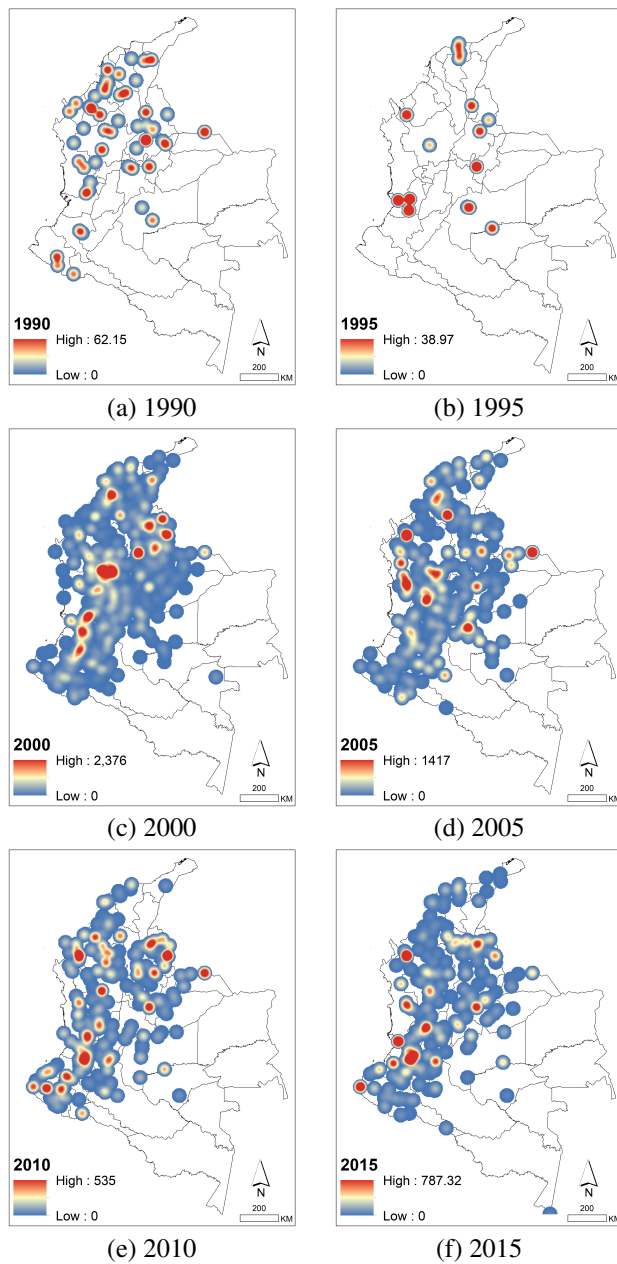 1990
High : 62.15
Low : 0
N
200
KM
(a) 1990
1995
High : 38.97
Low : 0
N
200
KM
(b) 1995
2000
High : 2,376
Low : 0
N
200
KM
(c) 2000
2005
High : 1417
Low : 0
N
200
KM
(d) 2005
2010
High : 535
Low : 0
N
200
KM
(e) 2010
2015
High : 787.32
Low : 0
N
200
KM
(f) 2015